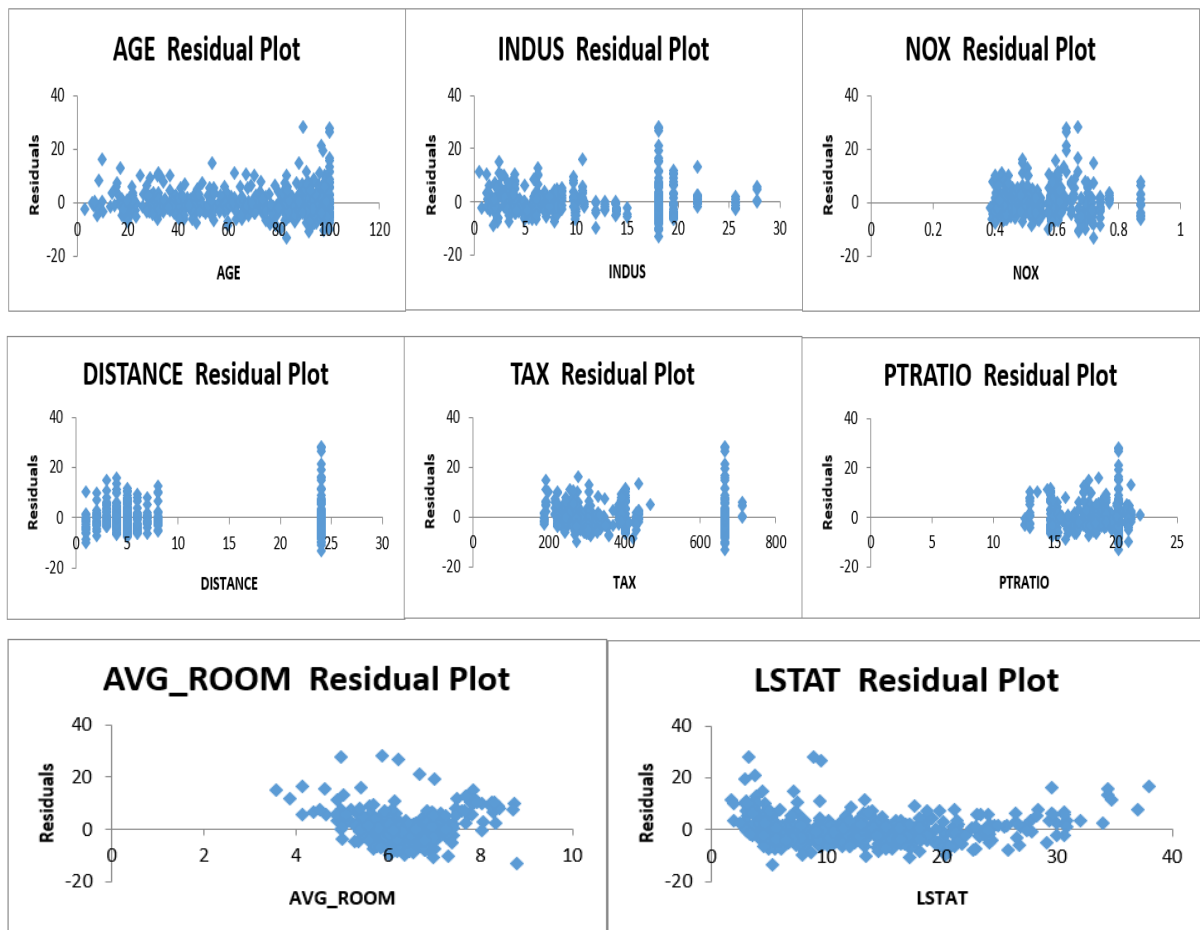 AGE Residual Plot
40
20
0
-20
0 20 40 60 80 100 120
Residuals
AGE
INDUS Residual Plot
40
20
0
-20
0 5 10 15 20 25 30
Residuals
INDUS
NOX Residual Plot
40
20
0
-20
0 0.2 0.4 0.6 0.8 1
Residuals
NOX
DISTANCE Residual Plot
40
20
0
-20
0 5 10 15 20 25 30
Residuals
DISTANCE
TAX Residual Plot
40
20
0
-20
0 200 400 600 800
Residuals
TAX
PTRATIO Residual Plot
40
20
0
-20
0 5 10 15 20 25
Residuals
PTRATIO
AVG_ROOM Residual Plot
40
20
0
-20
0 2 4 6 8 10
Residuals
AVG_ROOM
LSTAT Residual Plot
40
20
0
-20
0 10 20 30 40
Residuals
LSTAT